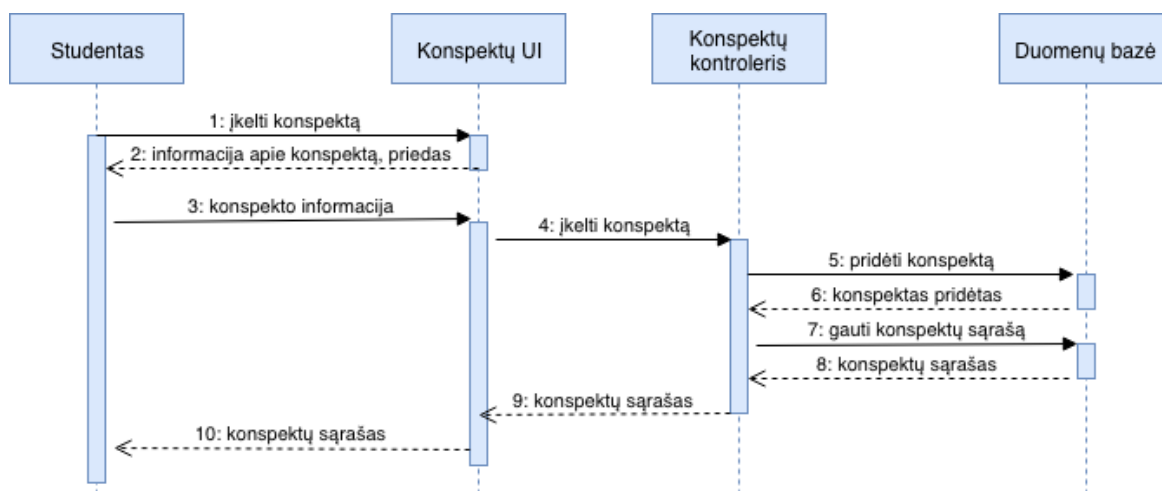 Studentas
Konspektų UI
Konspektų
kontroleris
Duomenų bazė
1: įkelti konspektą
2: informacija apie konspektą, priedas
3: konspekto informacija
4: įkelti konspektą
5: pridėti konspektą
6: konspektas pridėtas
7: gauti konspektų sąrašą
8: konspektų sąrašas
9: konspektų sąrašas
10: konspektų sąrašas